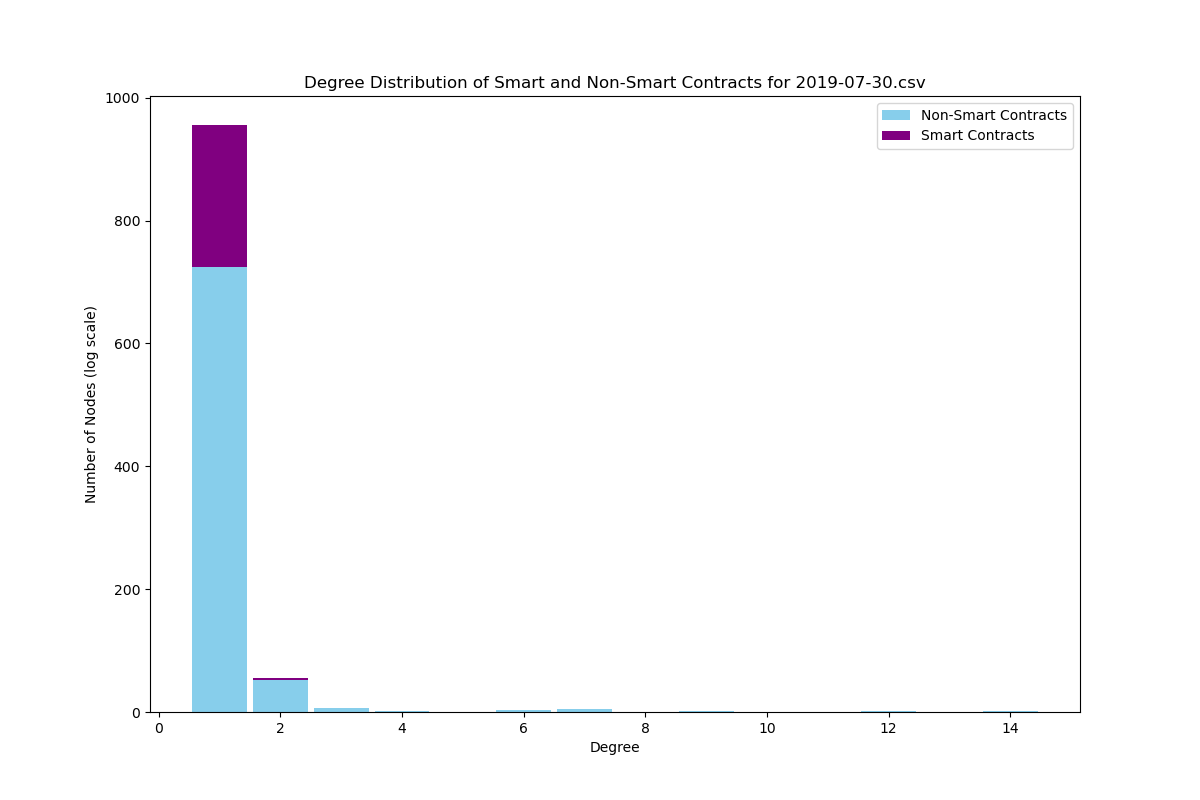 Degree Distribution of Smart and Non-Smart Contracts for 2019-07-30.csv
Non-Smart Contracts
Smart Contracts
Number of Nodes (log scale)
1000
800
600
400
200
0
0 2 4 6 8 10 12 14
Degree